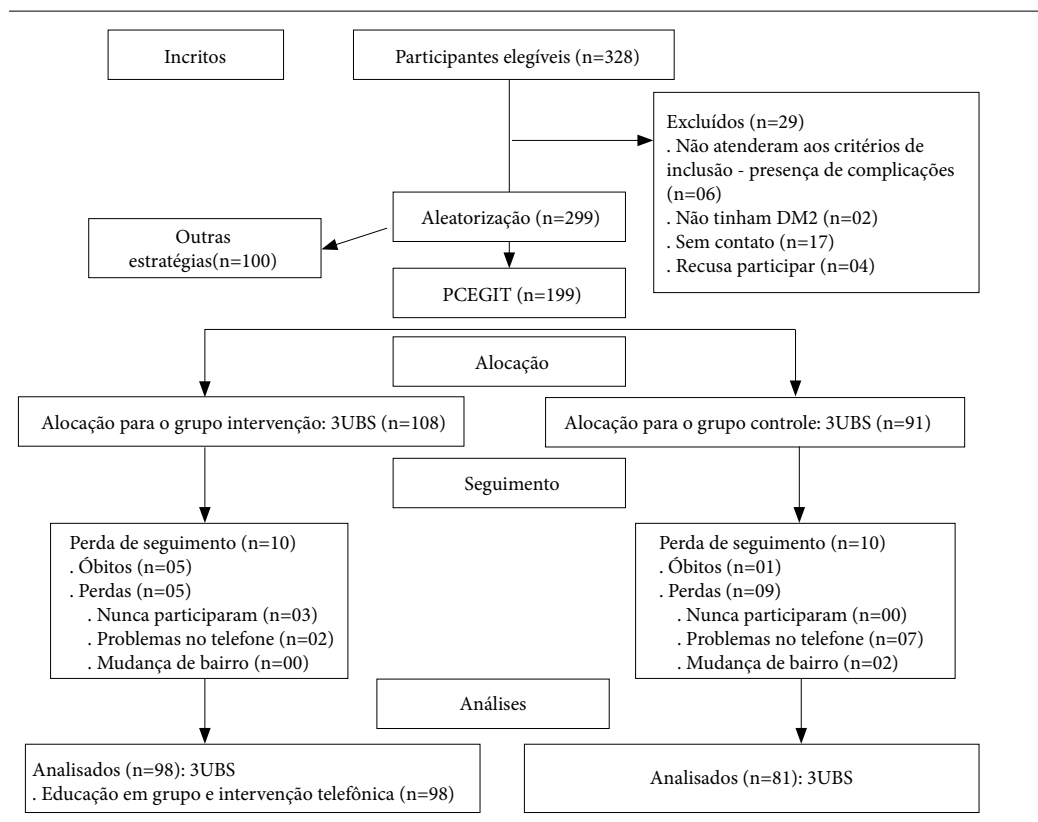 Incritos
Participantes elegíveis (n=328)
Excluídos (n=29)
. Não atenderam aos critérios de
inclusão - presença de complicações
(n=06)
. Não tinham DM2 (n=02)
. Sem contato (n=17)
. Recusa participar (n=04)
Aleatorização (n=299)
Outras
estratégias(n=100)
PCEGIT (n=199)
Alocação
Alocação para o grupo intervenção: 3UBS (n=108)
Alocação para o grupo controle: 3UBS (n=91)
Seguimento
Perda de seguimento (n=10)
. Óbitos (n=05)
. Perdas (n=05)
. Nunca participaram (n=03)
. Problemas no telefone (n=02)
. Mudança de bairro (n=00)
Perda de seguimento (n=10)
. Óbitos (n=01)
. Perdas (n=09)
. Nunca participaram (n=00)
. Problemas no telefone (n=07)
. Mudança de bairro (n=02)
Análises
Analisados (n=98): 3UBS
. Educação em grupo e intervenção telefônica (n=98)
Analisados (n=81): 3UBS